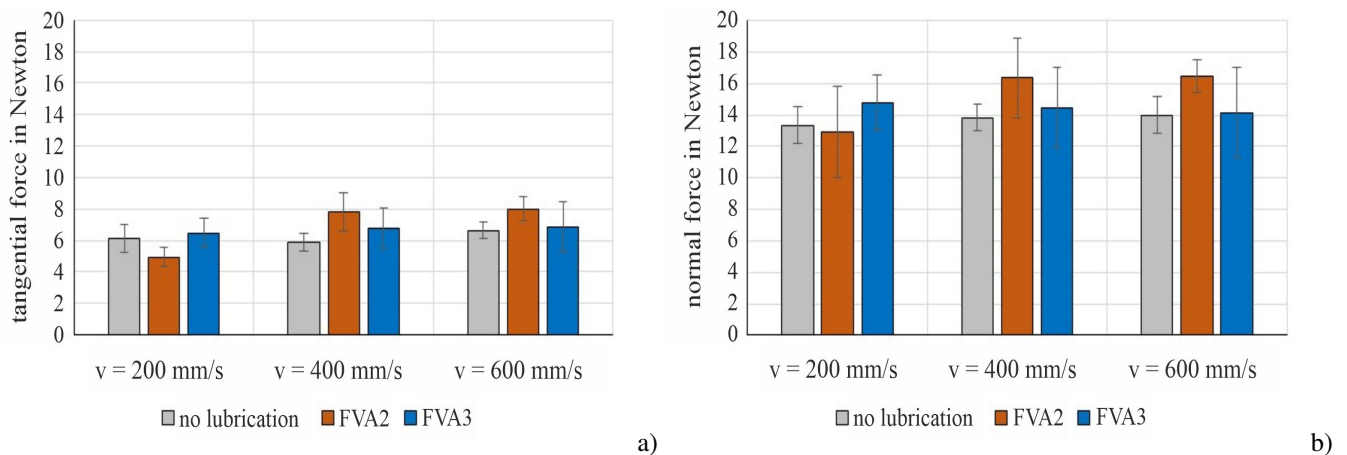 tangential force in Newton
20
18
16
14
12
10
8
6
4
2
0
v = 200 mm/s v = 400 mm/s v = 600 mm/s
no lubrication FVA2 FVA3
a)
normal force in Newton
20
18
16
14
12
10
8
6
4
2
0
v = 200 mm/s v = 400 mm/s v = 600 mm/s
no lubrication FVA2 FVA3
b)